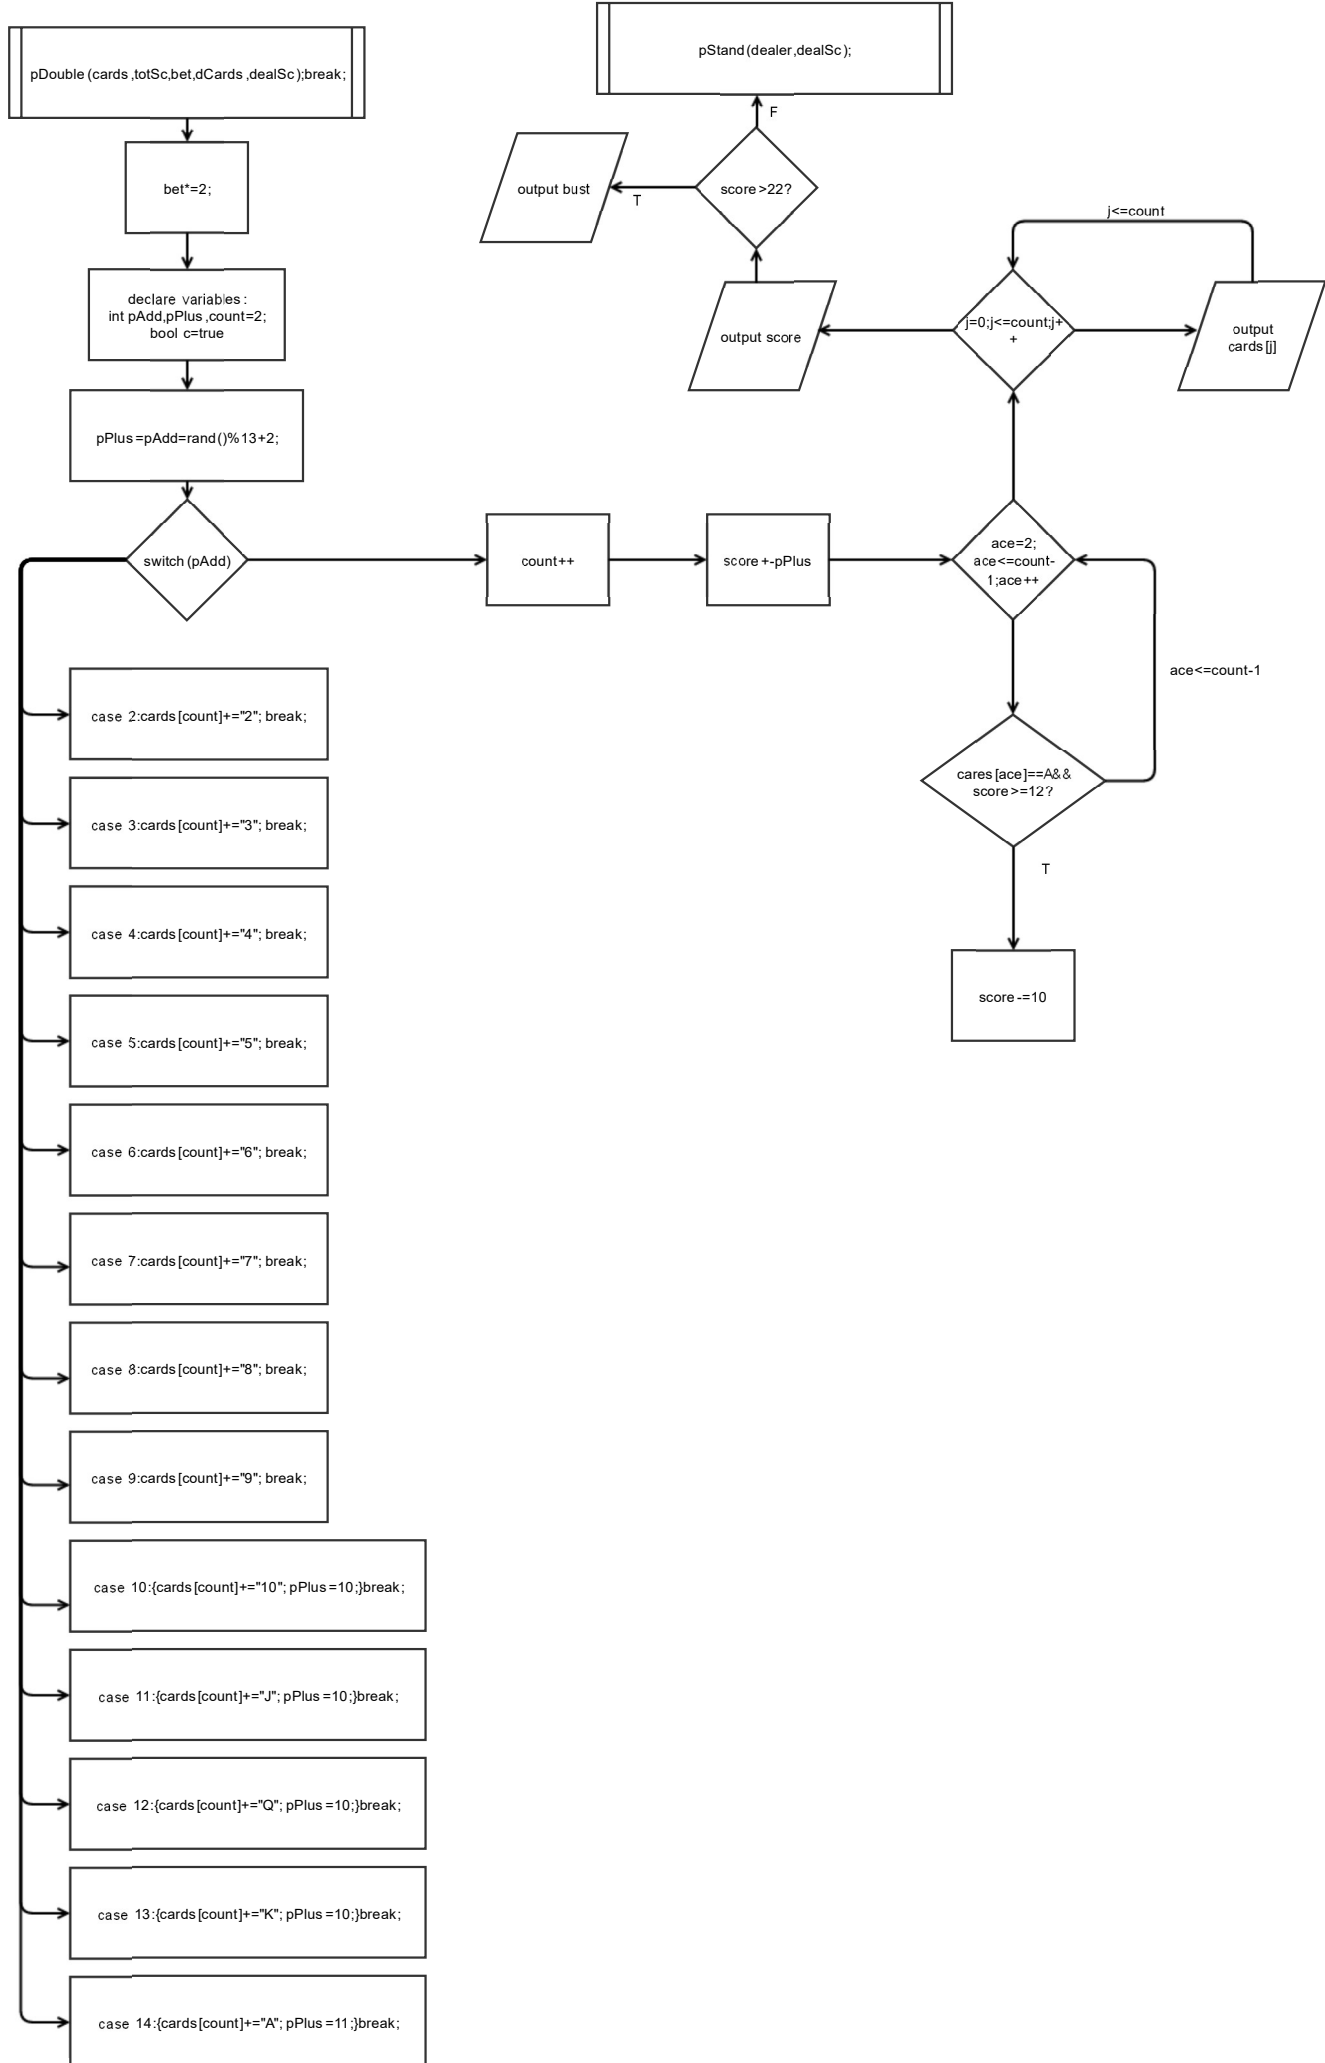 pDouble(cards,totSc,bet,dCards,dealSc);break;
bet*=2;
declare variables:
int pAdd,pPlus,count=2;
bool c=true
pPlus=pAdd=rand()%13+2;
switch(pAdd)
case 2:cards[count]+="2"; break;
case 3:cards[count]+="3"; break;
case 4:cards[count]+="4"; break;
case 5:cards[count]+="5"; break;
case 6:cards[count]+="6"; break;
case 7:cards[count]+="7"; break;
case 8:cards[count]+="8"; break;
case 9:cards[count]+="9"; break;
case 10:{cards[count]+="10"; pPlus=10;}break;
case 11:{cards[count]+="J"; pPlus=10;}break;
case 12:{cards[count]+="Q"; pPlus=10;}break;
case 13:{cards[count]+="K"; pPlus=10;}break;
case 14:{cards[count]+="A"; pPlus=11;}break;
count++
score+-pPlus
ace=2;
ace<=count-
1;ace++
ace<=count-1
cares[ace]==A&&
score>=12?
T
score-=10
j=0;j<=count;j+
+
j<=count
output
cards[j]
output score
score>22?
T
output bust
F
pStand(dealer,dealSc);